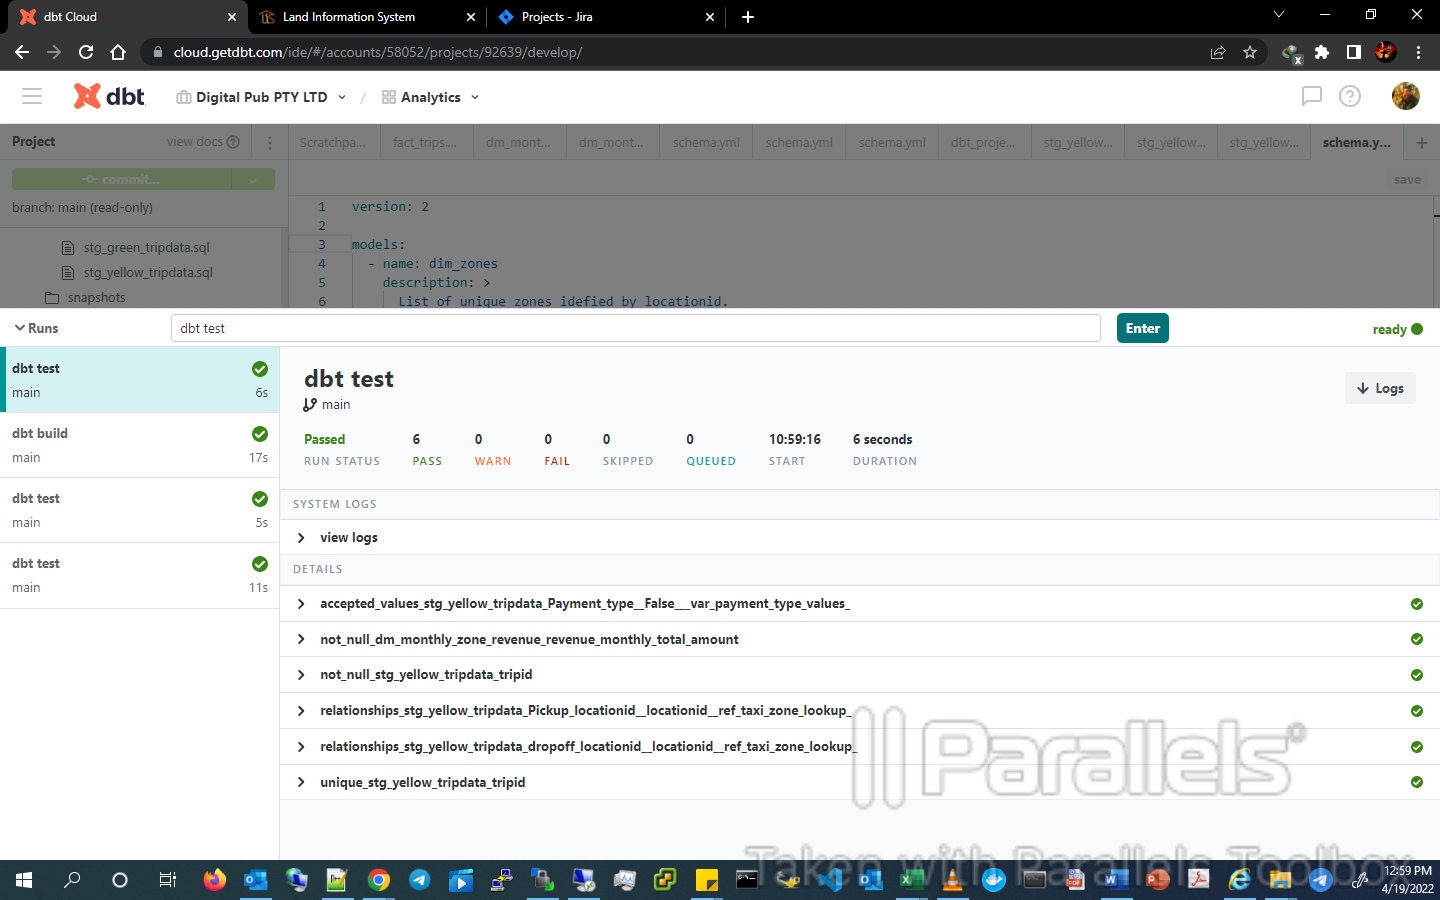 dbt Cloud
Land Information System
Projects - Jira
cloud.getdbt.com/ide/#/accounts/58052/projects/92639/develop/
dbt
Digital Pub PTY LTD
/
Analytics
Project
view docs
Scratchpa...
fact_trips....
dm_mont...
dm_mont...
schema.yml
schema.yml
schema.yml
dbt_proje...
stg_yellow...
stg_yellow...
stg_yellow...
schema.y...
commit...
save
branch: main (read-only)
stg_green_tripdata.sql
stg_yellow_tripdata.sql
snapshots
1 version: 2
2
3 models:
4 - name: dim_zones
5 description: >
6 List of unique zones idefied by locationid.
Runs
dbt test
Enter
ready
dbt test
main 6s
dbt build
main 17s
dbt test
main 5s
dbt test
main 11s
dbt test
main
Logs
Passed 6 0 0 0 0 10:59:16 6 seconds
RUN STATUS PASS WARN FAIL SKIPPED QUEUED START DURATION
SYSTEM LOGS
view logs
DETAILS
accepted_values_stg_yellow_tripdata_Payment_type__False___var_payment_type_values_
not_null_dm_monthly_zone_revenue_revenue_monthly_total_amount
not_null_stg_yellow_tripdata_tripid
relationships_stg_yellow_tripdata_Pickup_locationid__locationid__ref_taxi_zone_lookup_
relationships_stg_yellow_tripdata_dropoff_locationid__locationid__ref_taxi_zone_lookup_
unique_stg_yellow_tripdata_tripid
Parallels®
Taken with Parallels Toolbox
12:59 PM
4/19/2022